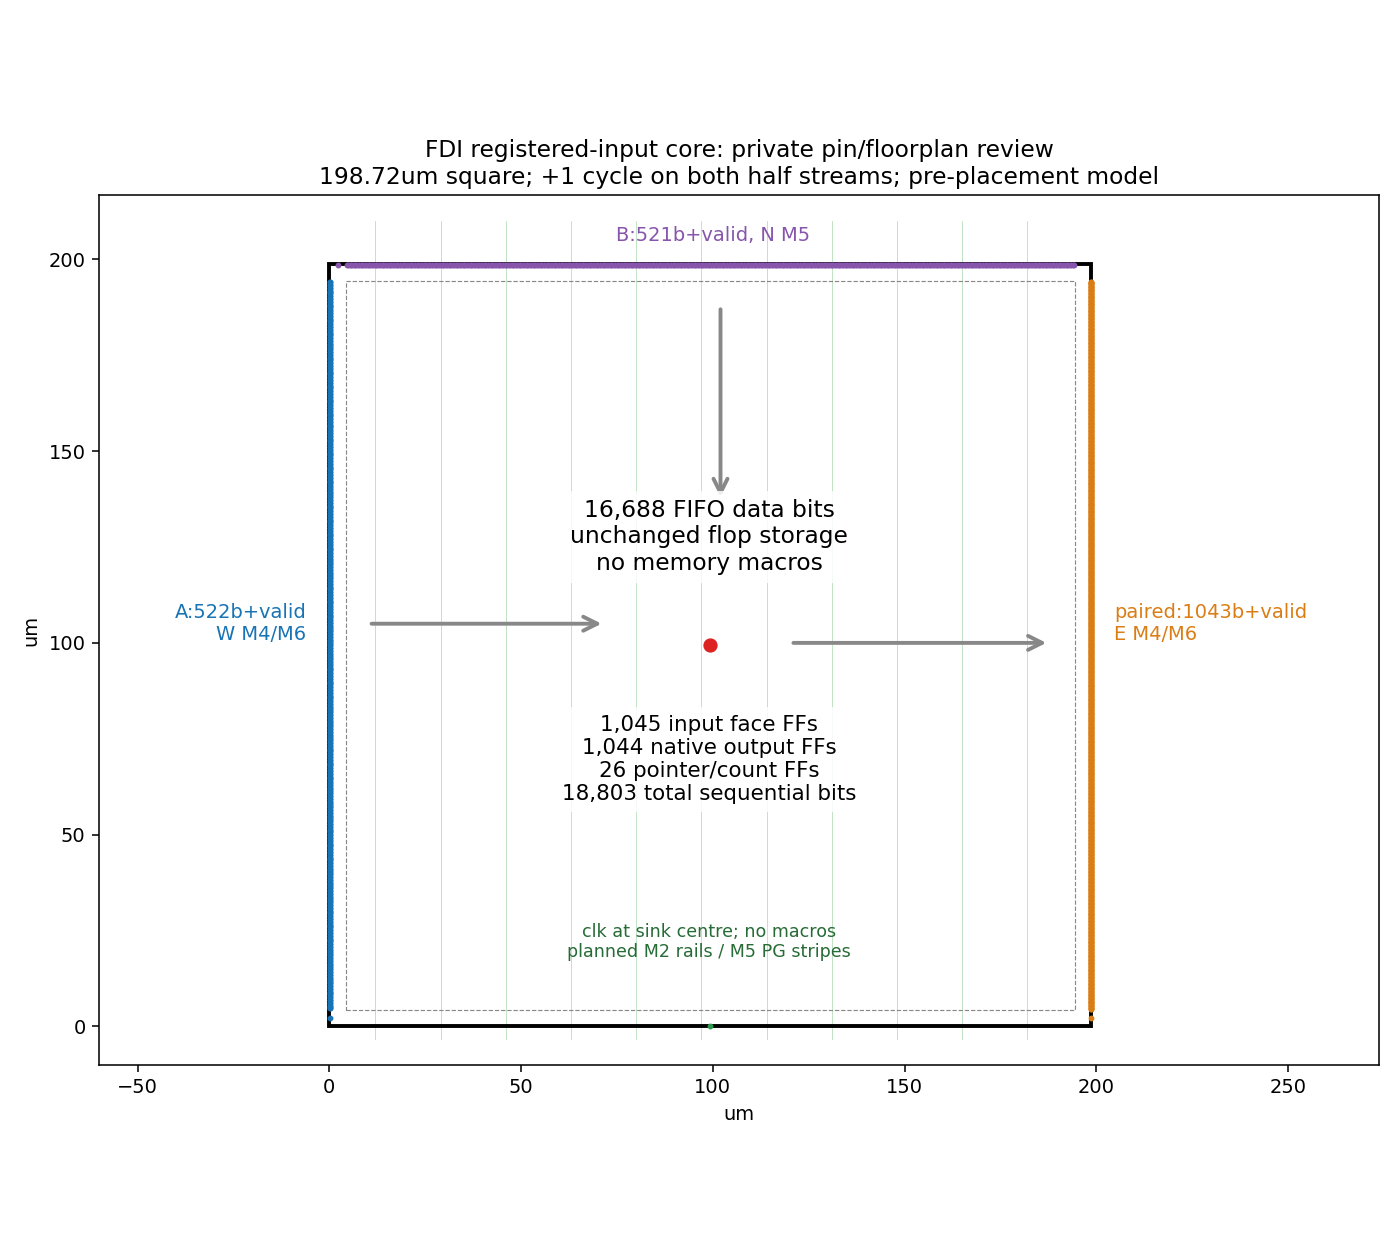 FDI registered-input core: private pin/floorplan review
198.72um square; +1 cycle on both half streams; pre-placement model
B:521b+valid, N M5
16,688 FIFO data bits
unchanged flop storage
no memory macros
A:522b+valid
W M4/M6
paired:1043b+valid
E M4/M6
1,045 input face FFs
1,044 native output FFs
26 pointer/count FFs
18,803 total sequential bits
clk at sink centre; no macros
planned M2 rails / M5 PG stripes
200
150
100
50
0
um
−50
0
50
100
150
200
250
um